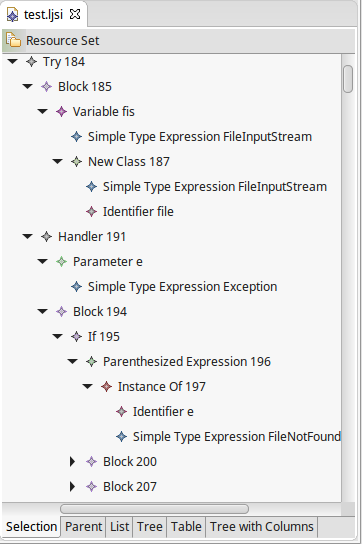 test.ljsi
Resource Set
Try 184
Block 185
Variable fis
Simple Type Expression FileInputStream
New Class 187
Simple Type Expression FileInputStream
Identifier file
Handler 191
Parameter e
Simple Type Expression Exception
Block 194
If 195
Parenthesized Expression 196
Instance Of 197
Identifier e
Simple Type Expression FileNotFound
Block 200
Block 207
Selection Parent List Tree Table Tree with Columns